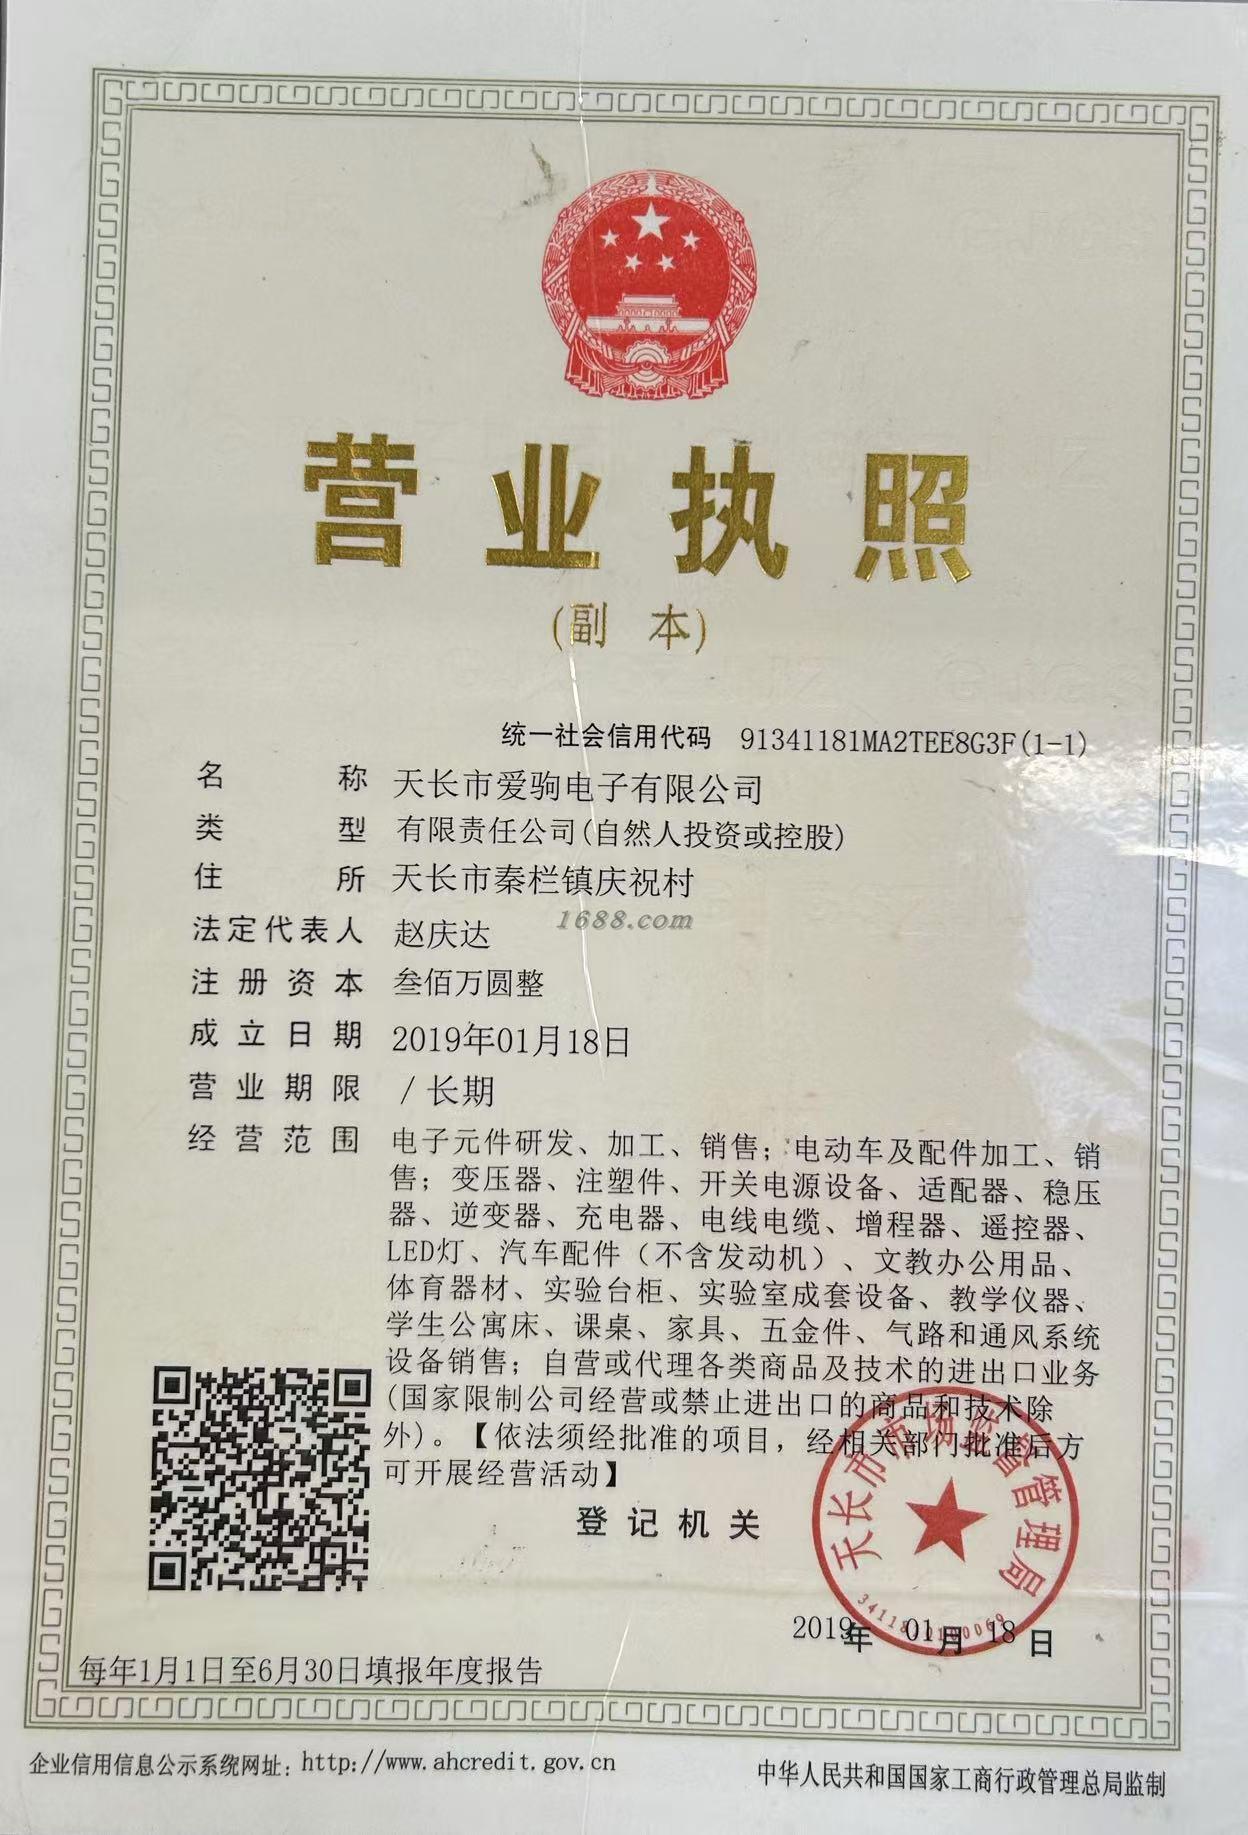 营业执照
(副 本)
统一社会信用代码 91341181MA2TEE8G3F(1-1)
名称 天长市爱驹电子有限公司
类型 有限责任公司(自然人投资或控股)
住所 天长市秦栏镇庆祝村
1688.com
法定代表人 赵庆达
注册资本 叁佰万圆整
成立日期 2019年01月18日
营业期限 / 长期
经营范围 电子元件研发、加工、销售；电动车及配件加工、销
售；变压器、注塑件、开关电源设备、适配器、稳压
器、逆变器、充电器、电线电缆、增程器、遥控器、
LED灯、汽车配件（不含发动机）、文教办公用品、
体育器材、实验台柜、实验室成套设备、教学仪器、
学生公寓床、课桌、家具、五金件、气路和通风系统
设备销售；自营或代理各类商品及技术的进出口业务
(国家限制公司经营或禁止进出口的商品和技术除
外)。【依法须经批准的项目，经相关部门批准后方
可开展经营活动】
登记机关
天长市市场监督管理局
2019年 01月 18日
每年1月1日至6月30日填报年度报告
企业信用信息公示系统网址：http://www.ahcredit.gov.cn
中华人民共和国国家工商行政管理总局监制